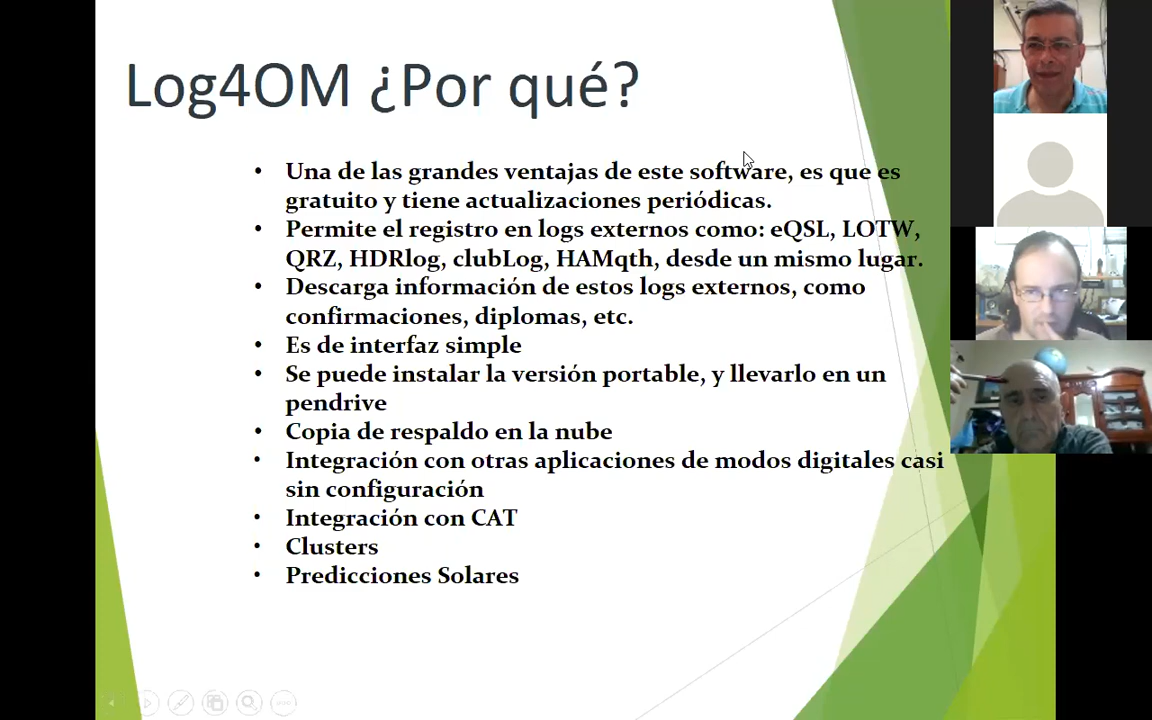 Log4OM ¿Por qué?
• Una de las grandes ventajas de este software, es que es
gratuito y tiene actualizaciones periódicas.
• Permite el registro en logs externos como: eQSL, LOTW,
QRZ, HDRlog, clubLog, HAMqth, desde un mismo lugar.
• Descarga información de estos logs externos, como
confirmaciones, diplomas, etc.
• Es de interfaz simple
• Se puede instalar la versión portable, y llevarlo en un
pendrive
• Copia de respaldo en la nube
• Integración con otras aplicaciones de modos digitales casi
sin configuración
• Integración con CAT
• Clusters
• Predicciones Solares